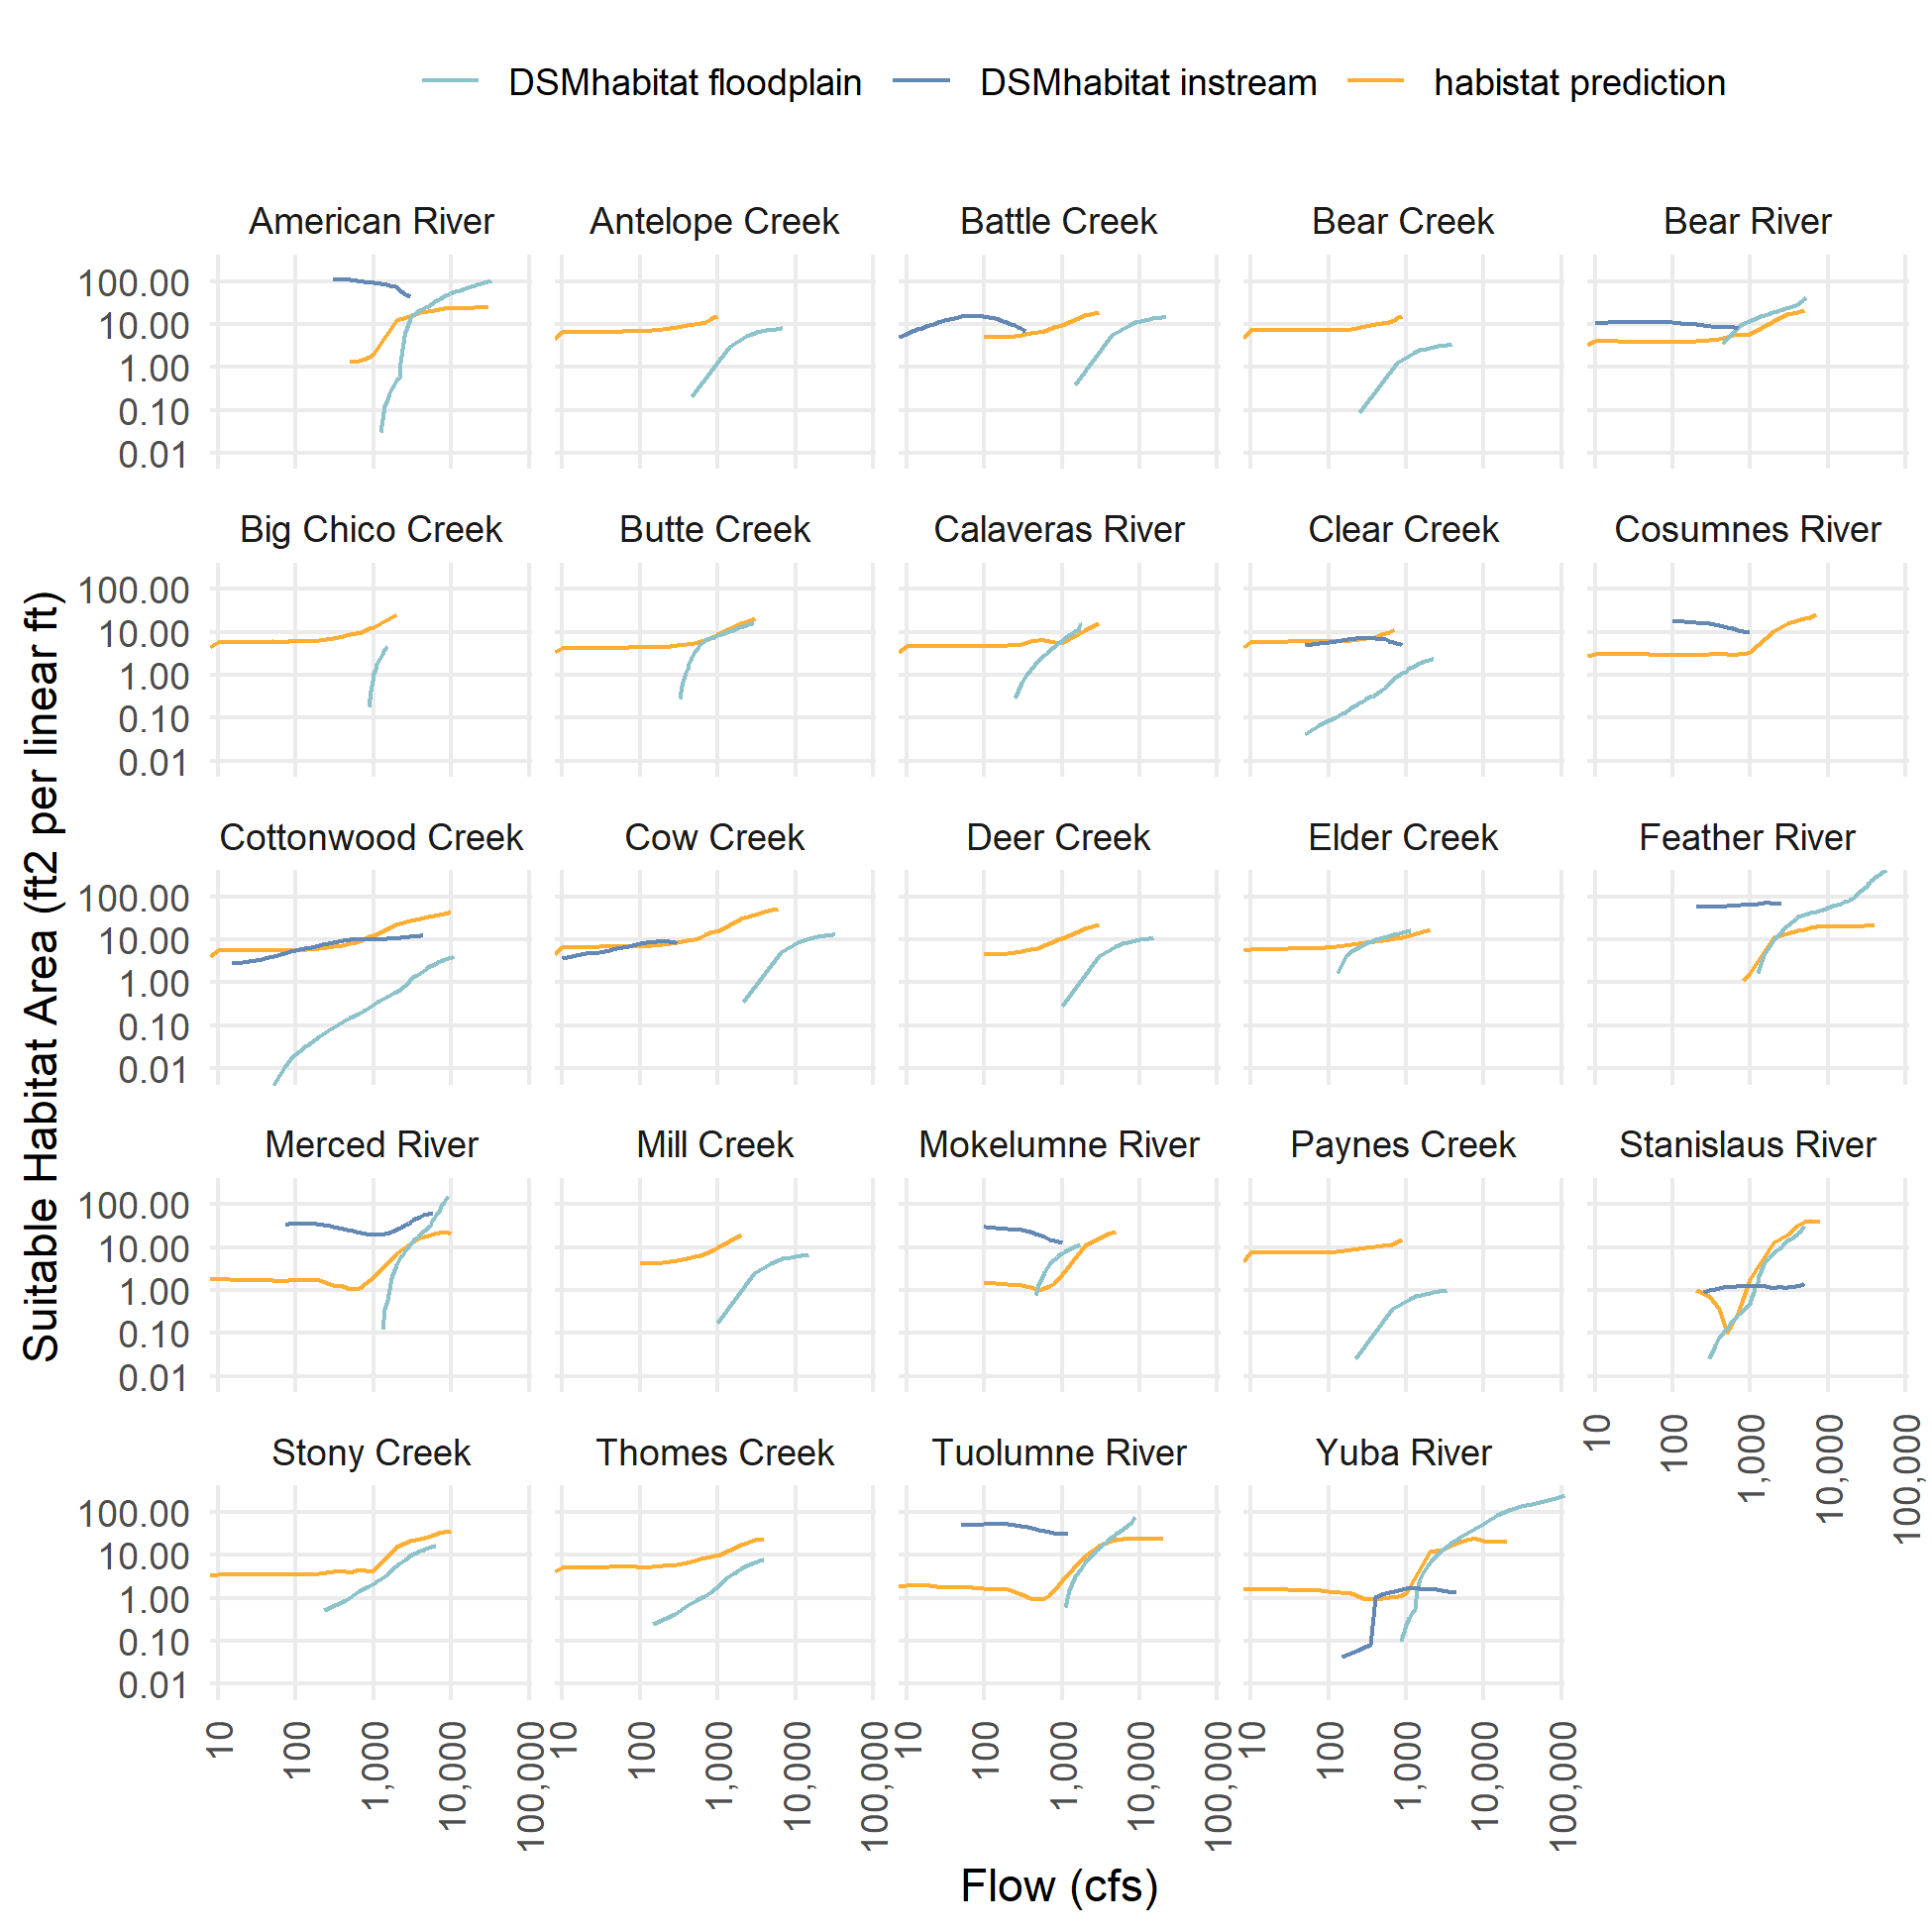 DSMhabitat floodplain DSMhabitat instream habistat prediction
American River Antelope Creek Battle Creek Bear Creek Bear River
100.00
10.00
1.00
0.10
0.01
Big Chico Creek Butte Creek Calaveras River Clear Creek Cosumnes River
100.00
10.00
1.00
0.10
0.01
Suitable Habitat Area (ft2 per linear ft)
Cottonwood Creek Cow Creek Deer Creek Elder Creek Feather River
100.00
10.00
1.00
0.10
0.01
Merced River Mill Creek Mokelumne River Paynes Creek Stanislaus River
100.00
10.00
1.00
0.10
0.01
10 100 1,000 10,000 100,000
Stony Creek Thomes Creek Tuolumne River Yuba River
100.00
10.00
1.00
0.10
0.01
10 100 1,000 10,000 100,000 10 100 1,000 10,000 100,000 10 100 1,000 10,000 100,000 10 100 1,000 10,000 100,000
Flow (cfs)